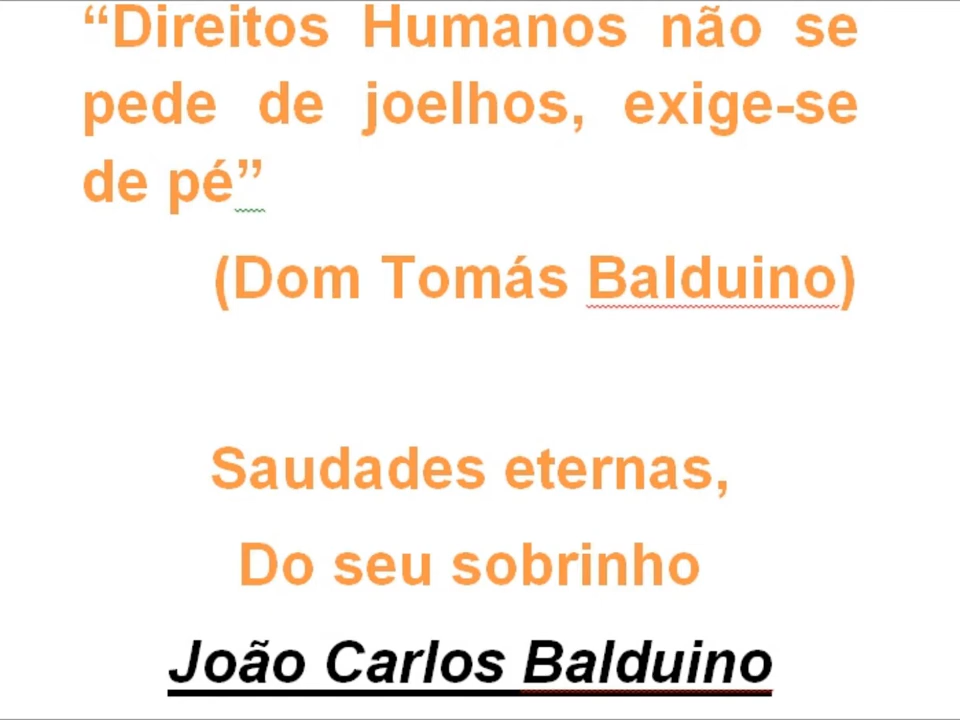 “Direitos Humanos não se
pede de joelhos, exige-se
de pé”
(Dom Tomás Balduino)
Saudades eternas,
Do seu sobrinho
João Carlos Balduino